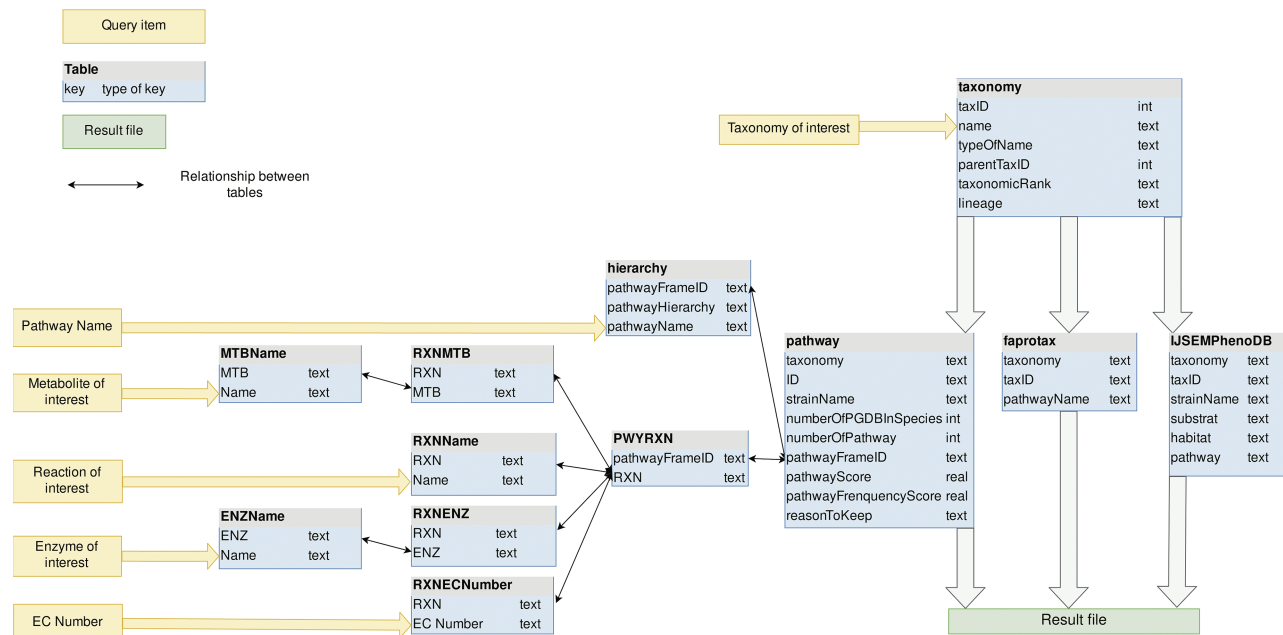 Query item
Table
key type of key
Result file
Relationship between
tables
taxonomy
taxID int
name text
typeOfName text
parentTaxID int
taxonomicRank text
lineage text
Taxonomy of interest
hierarchy
pathwayFrameID text
pathwayHierarchy text
pathwayName text
Pathway Name
MTBName
MTB text
Name text
RXNMTB
RXN text
MTB text
Metabolite of
interest
RXNName
RXN text
Name text
Reaction of
interest
PWYRXN
pathwayFrameID text
RXN text
ENZName
ENZ text
Name text
RXNENZ
RXN text
ENZ text
Enzyme of
interest
RXNECNumber
RXN text
EC Number text
EC Number
pathway
taxonomy text
ID text
strainName text
numberOfPGDBInSpecies int
numberOfPathway int
pathwayFrameID text
pathwayScore real
pathwayFrenquencyScore real
reasonToKeep text
faprotax
taxonomy text
taxID text
pathwayName text
IJSEMPhenoDB
taxonomy text
taxID text
strainName text
substrat text
habitat text
pathway text
Result file